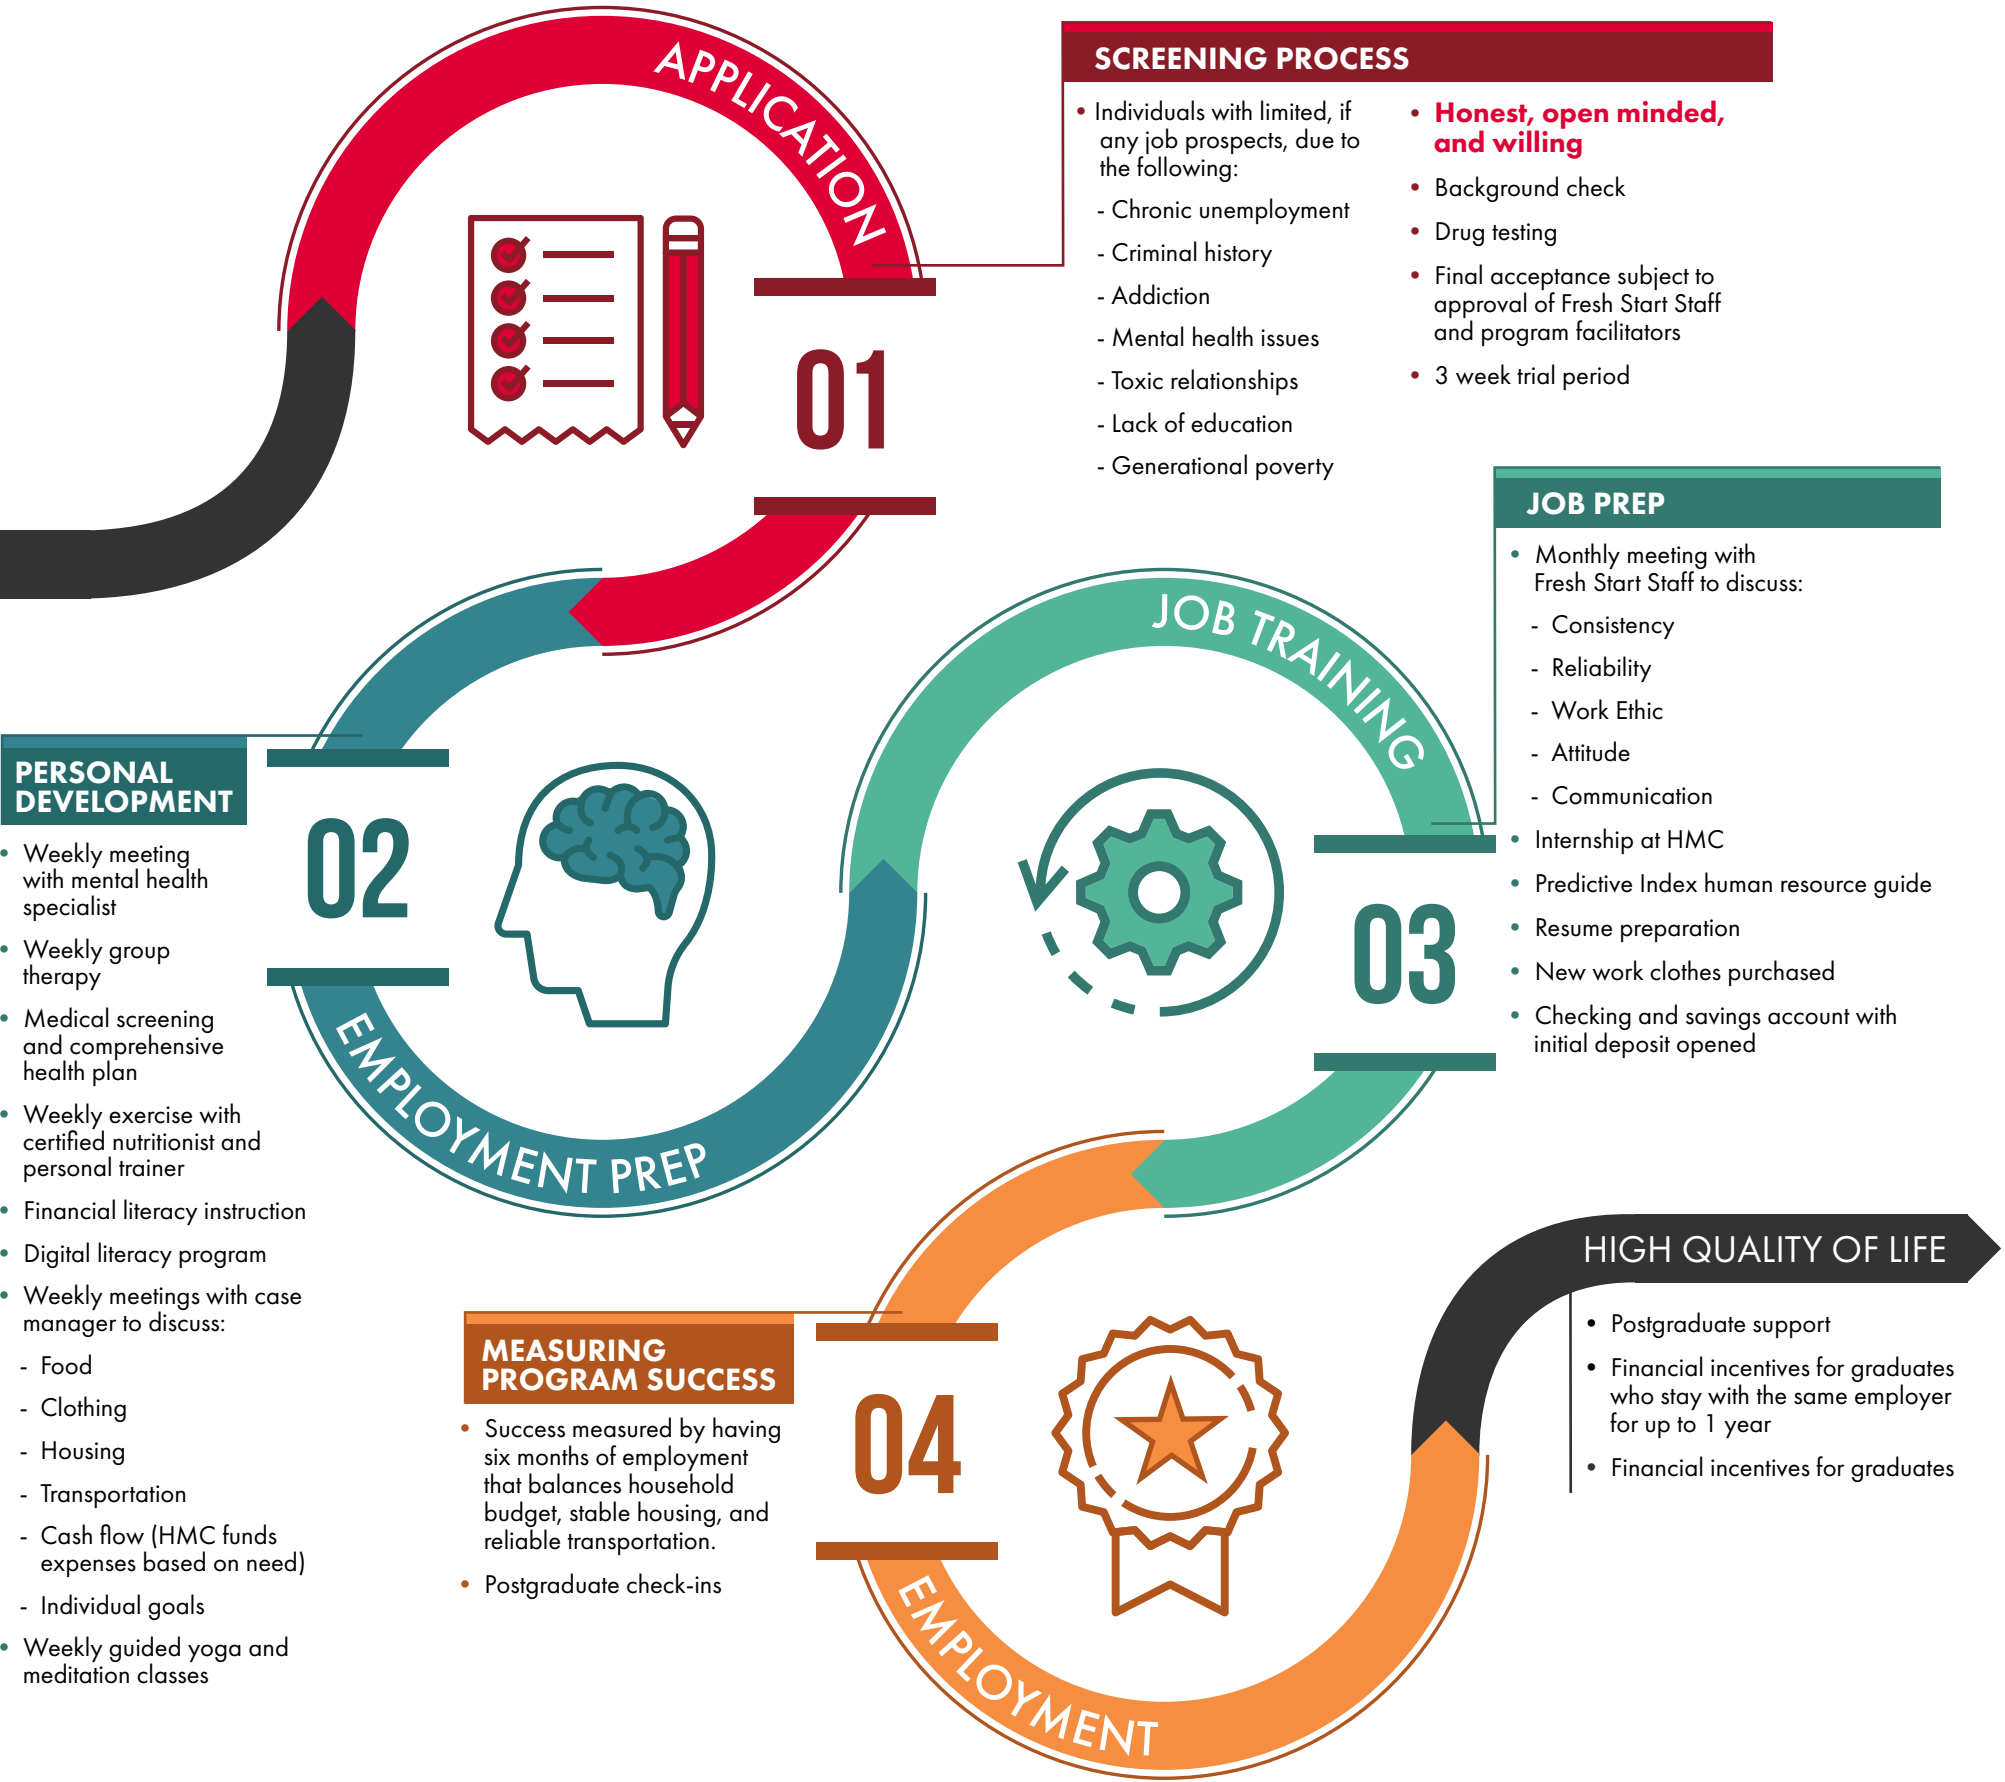 APPLICATION
01
SCREENING PROCESS
• Individuals with limited, if
any job prospects, due to
the following:
- Chronic unemployment
- Criminal history
- Addiction
- Mental health issues
- Toxic relationships
- Lack of education
- Generational poverty
• Honest, open minded,
and willing
• Background check
• Drug testing
• Final acceptance subject to
approval of Fresh Start Staff
and program facilitators
• 3 week trial period
PERSONAL
DEVELOPMENT
02
EMPLOYMENT PREP
• Weekly meeting
with mental health
specialist
• Weekly group
therapy
• Medical screening
and comprehensive
health plan
• Weekly exercise with
certified nutritionist and
personal trainer
• Financial literacy instruction
• Digital literacy program
• Weekly meetings with case
manager to discuss:
- Food
- Clothing
- Housing
- Transportation
- Cash flow (HMC funds
expenses based on need)
- Individual goals
• Weekly guided yoga and
meditation classes
JOB TRAINING
03
JOB PREP
• Monthly meeting with
Fresh Start Staff to discuss:
- Consistency
- Reliability
- Work Ethic
- Attitude
- Communication
• Internship at HMC
• Predictive Index human resource guide
• Resume preparation
• New work clothes purchased
• Checking and savings account with
initial deposit opened
MEASURING
PROGRAM SUCCESS
04
EMPLOYMENT
• Success measured by having
six months of employment
that balances household
budget, stable housing, and
reliable transportation.
• Postgraduate check-ins
HIGH QUALITY OF LIFE
• Postgraduate support
• Financial incentives for graduates
who stay with the same employer
for up to 1 year
• Financial incentives for graduates